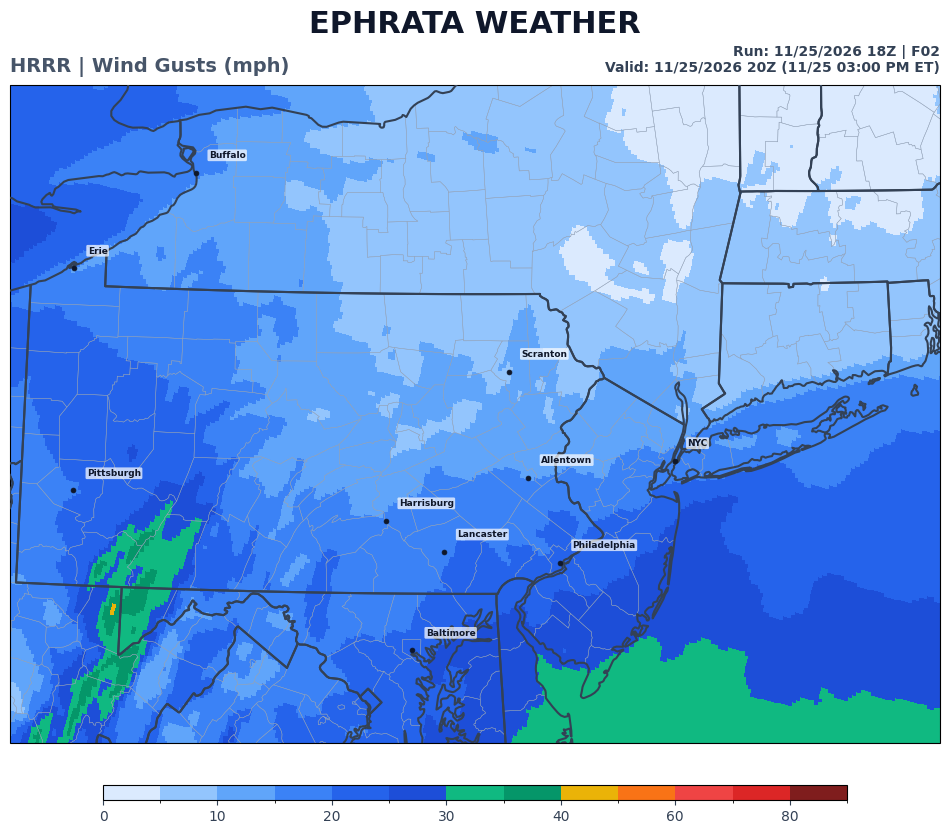 EPHRATA WEATHER
HRRR | Wind Gusts (mph)
Run: 11/25/2026 18Z | F02
Valid: 11/25/2026 20Z (11/25 03:00 PM ET)
Buffalo
Erie
Scranton
NYC
Allentown
Pittsburgh
Harrisburg
Lancaster
Philadelphia
Baltimore
0 10 20 30 40 50 60 70 80